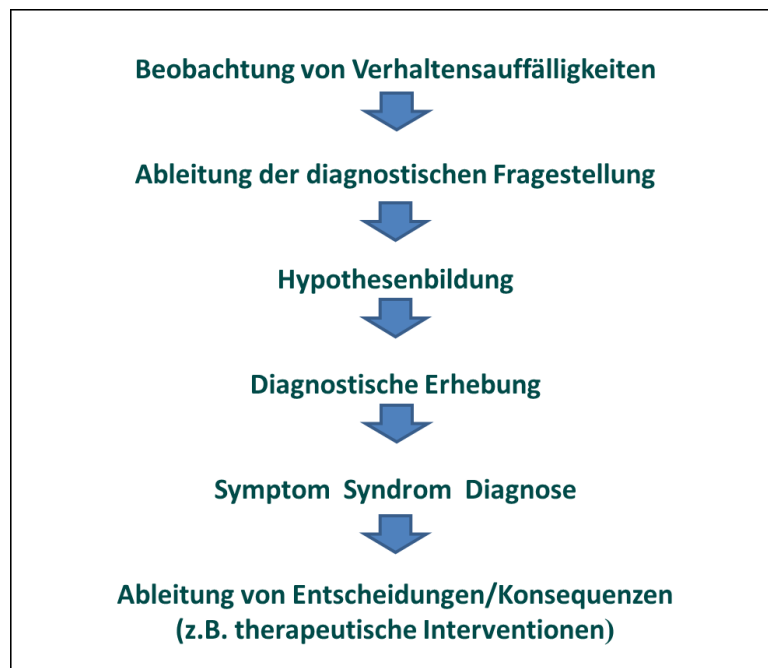 Beobachtung von Verhaltensauffälligkeiten
Ableitung der diagnostischen Fragestellung
Hypothesenbildung
Diagnostische Erhebung
Symptom Syndrom Diagnose
Ableitung von Entscheidungen/Konsequenzen
(z.B. therapeutische Interventionen)